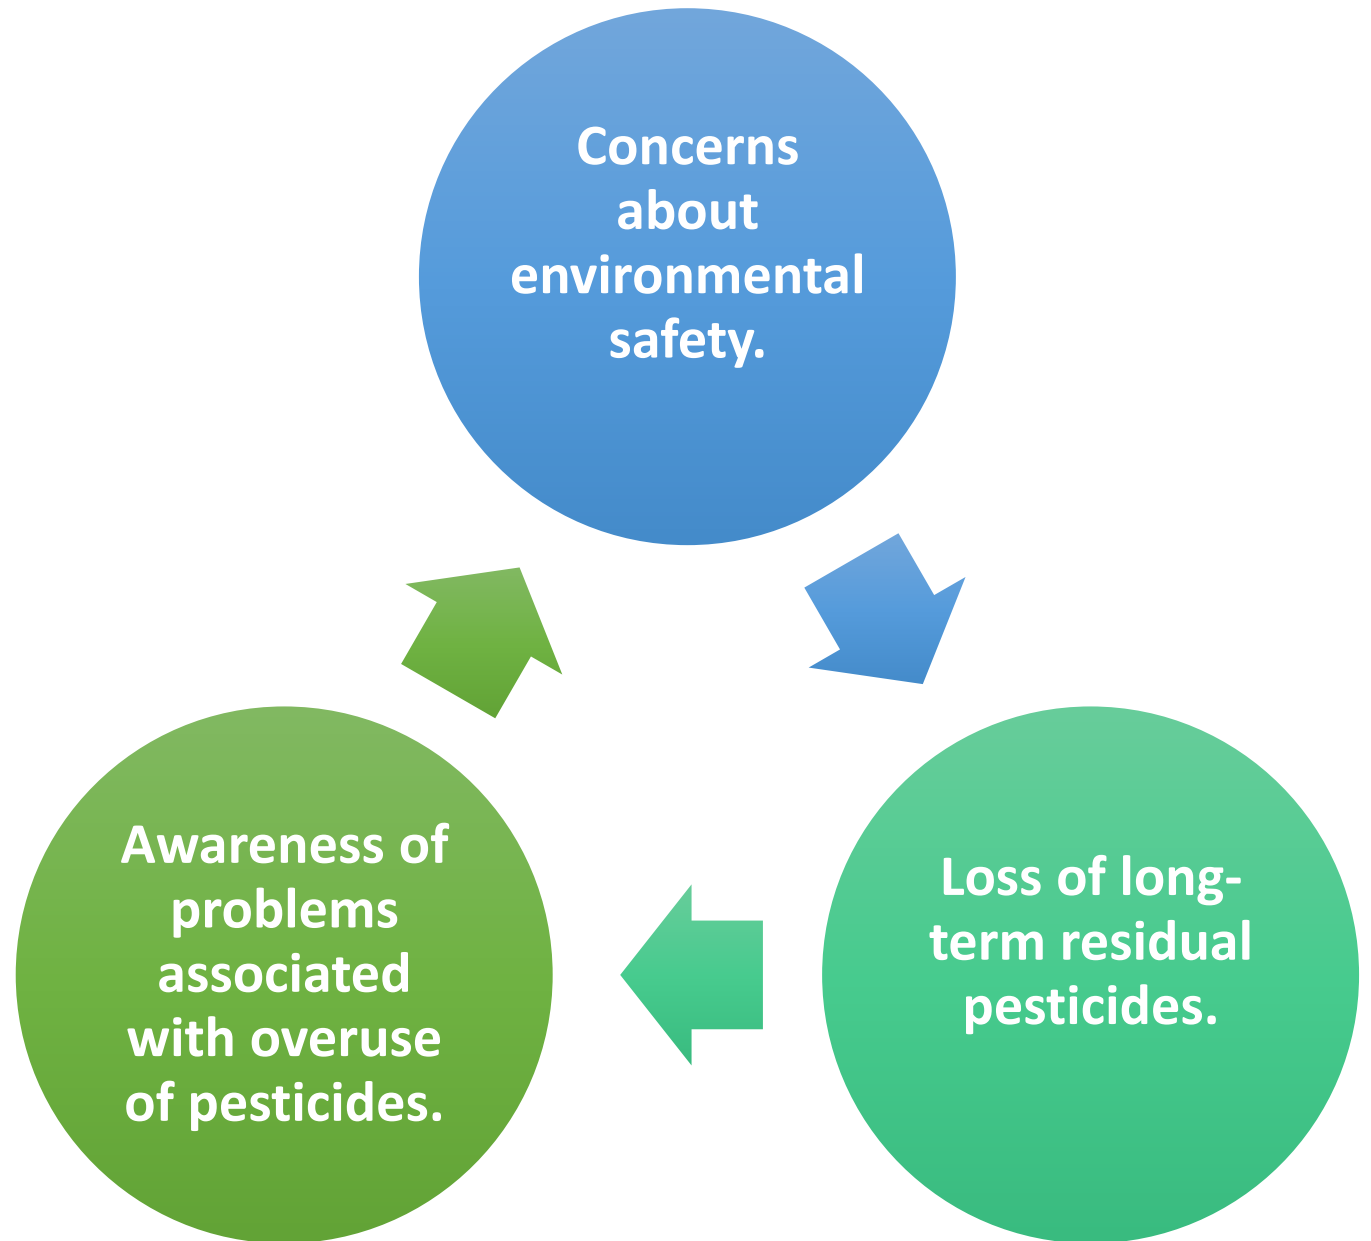 Concerns
about
environmental
safety.
Loss of long-
term residual
pesticides.
Awareness of
problems
associated
with overuse
of pesticides.